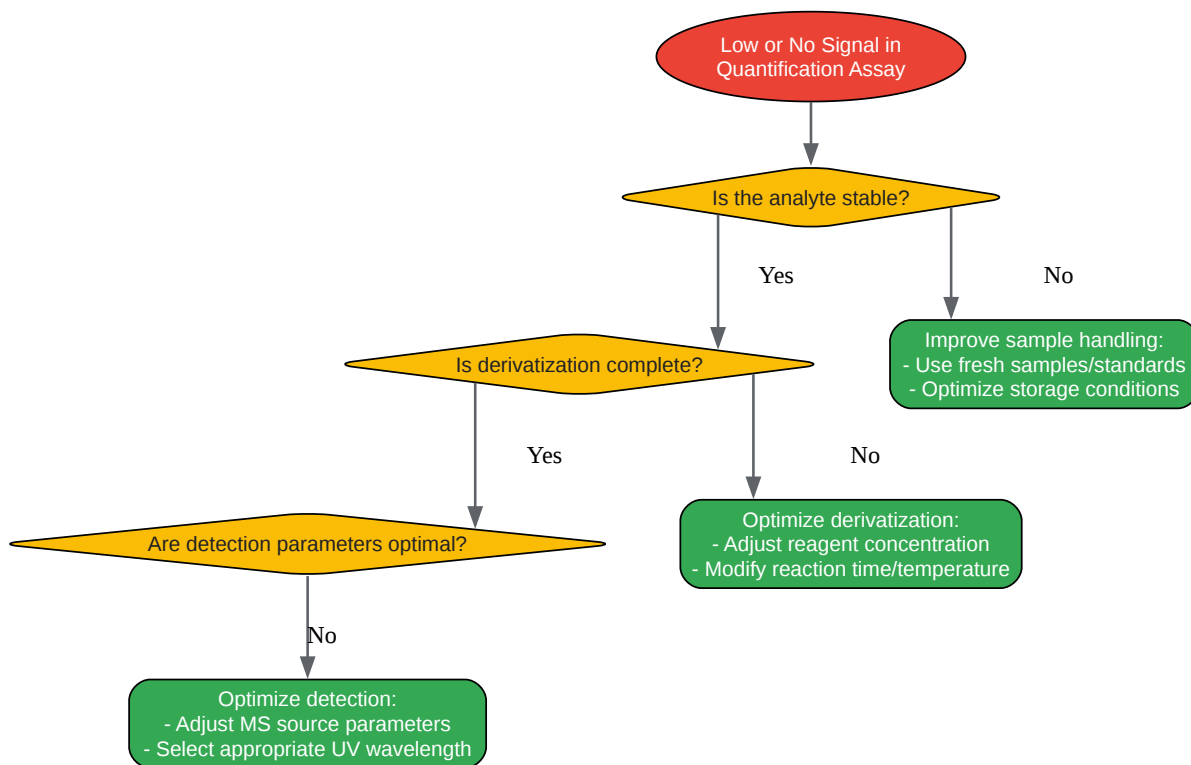 Low or No Signal in
Quantification Assay
Is the analyte stable?
Yes
No
Improve sample handling:
- Use fresh samples/standards
- Optimize storage conditions
Is derivatization complete?
Yes
No
Optimize derivatization:
- Adjust reagent concentration
- Modify reaction time/temperature
Are detection parameters optimal?
No
Optimize detection:
- Adjust MS source parameters
- Select appropriate UV wavelength